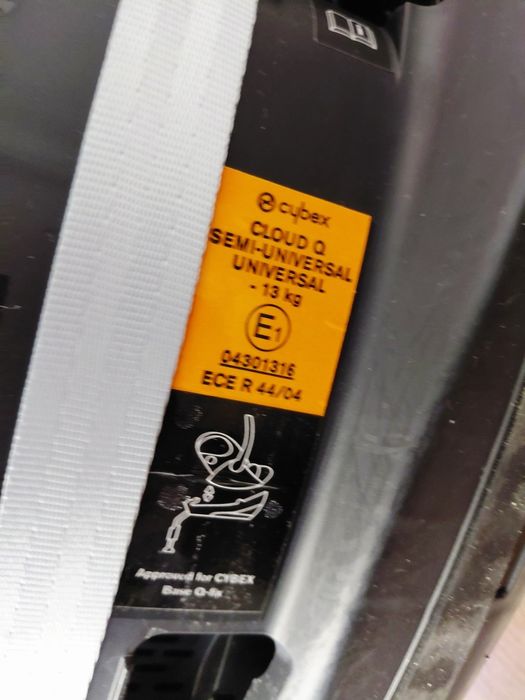 cybex
CLOUD Q
SEMI-UNIVERSAL
UNIVERSAL
- 13 kg
E1
04301316
ECE R 44/04
Approved for CYBEX
Base Q-fix